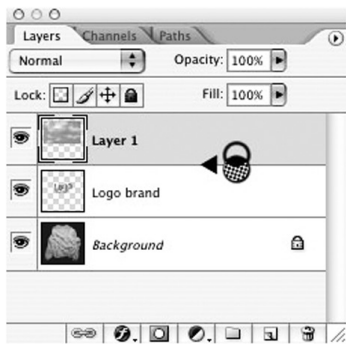 Layers Channels Paths
Normal Opacity: 100%
Lock: Fill: 100%
Layer 1
Logo brand
Background